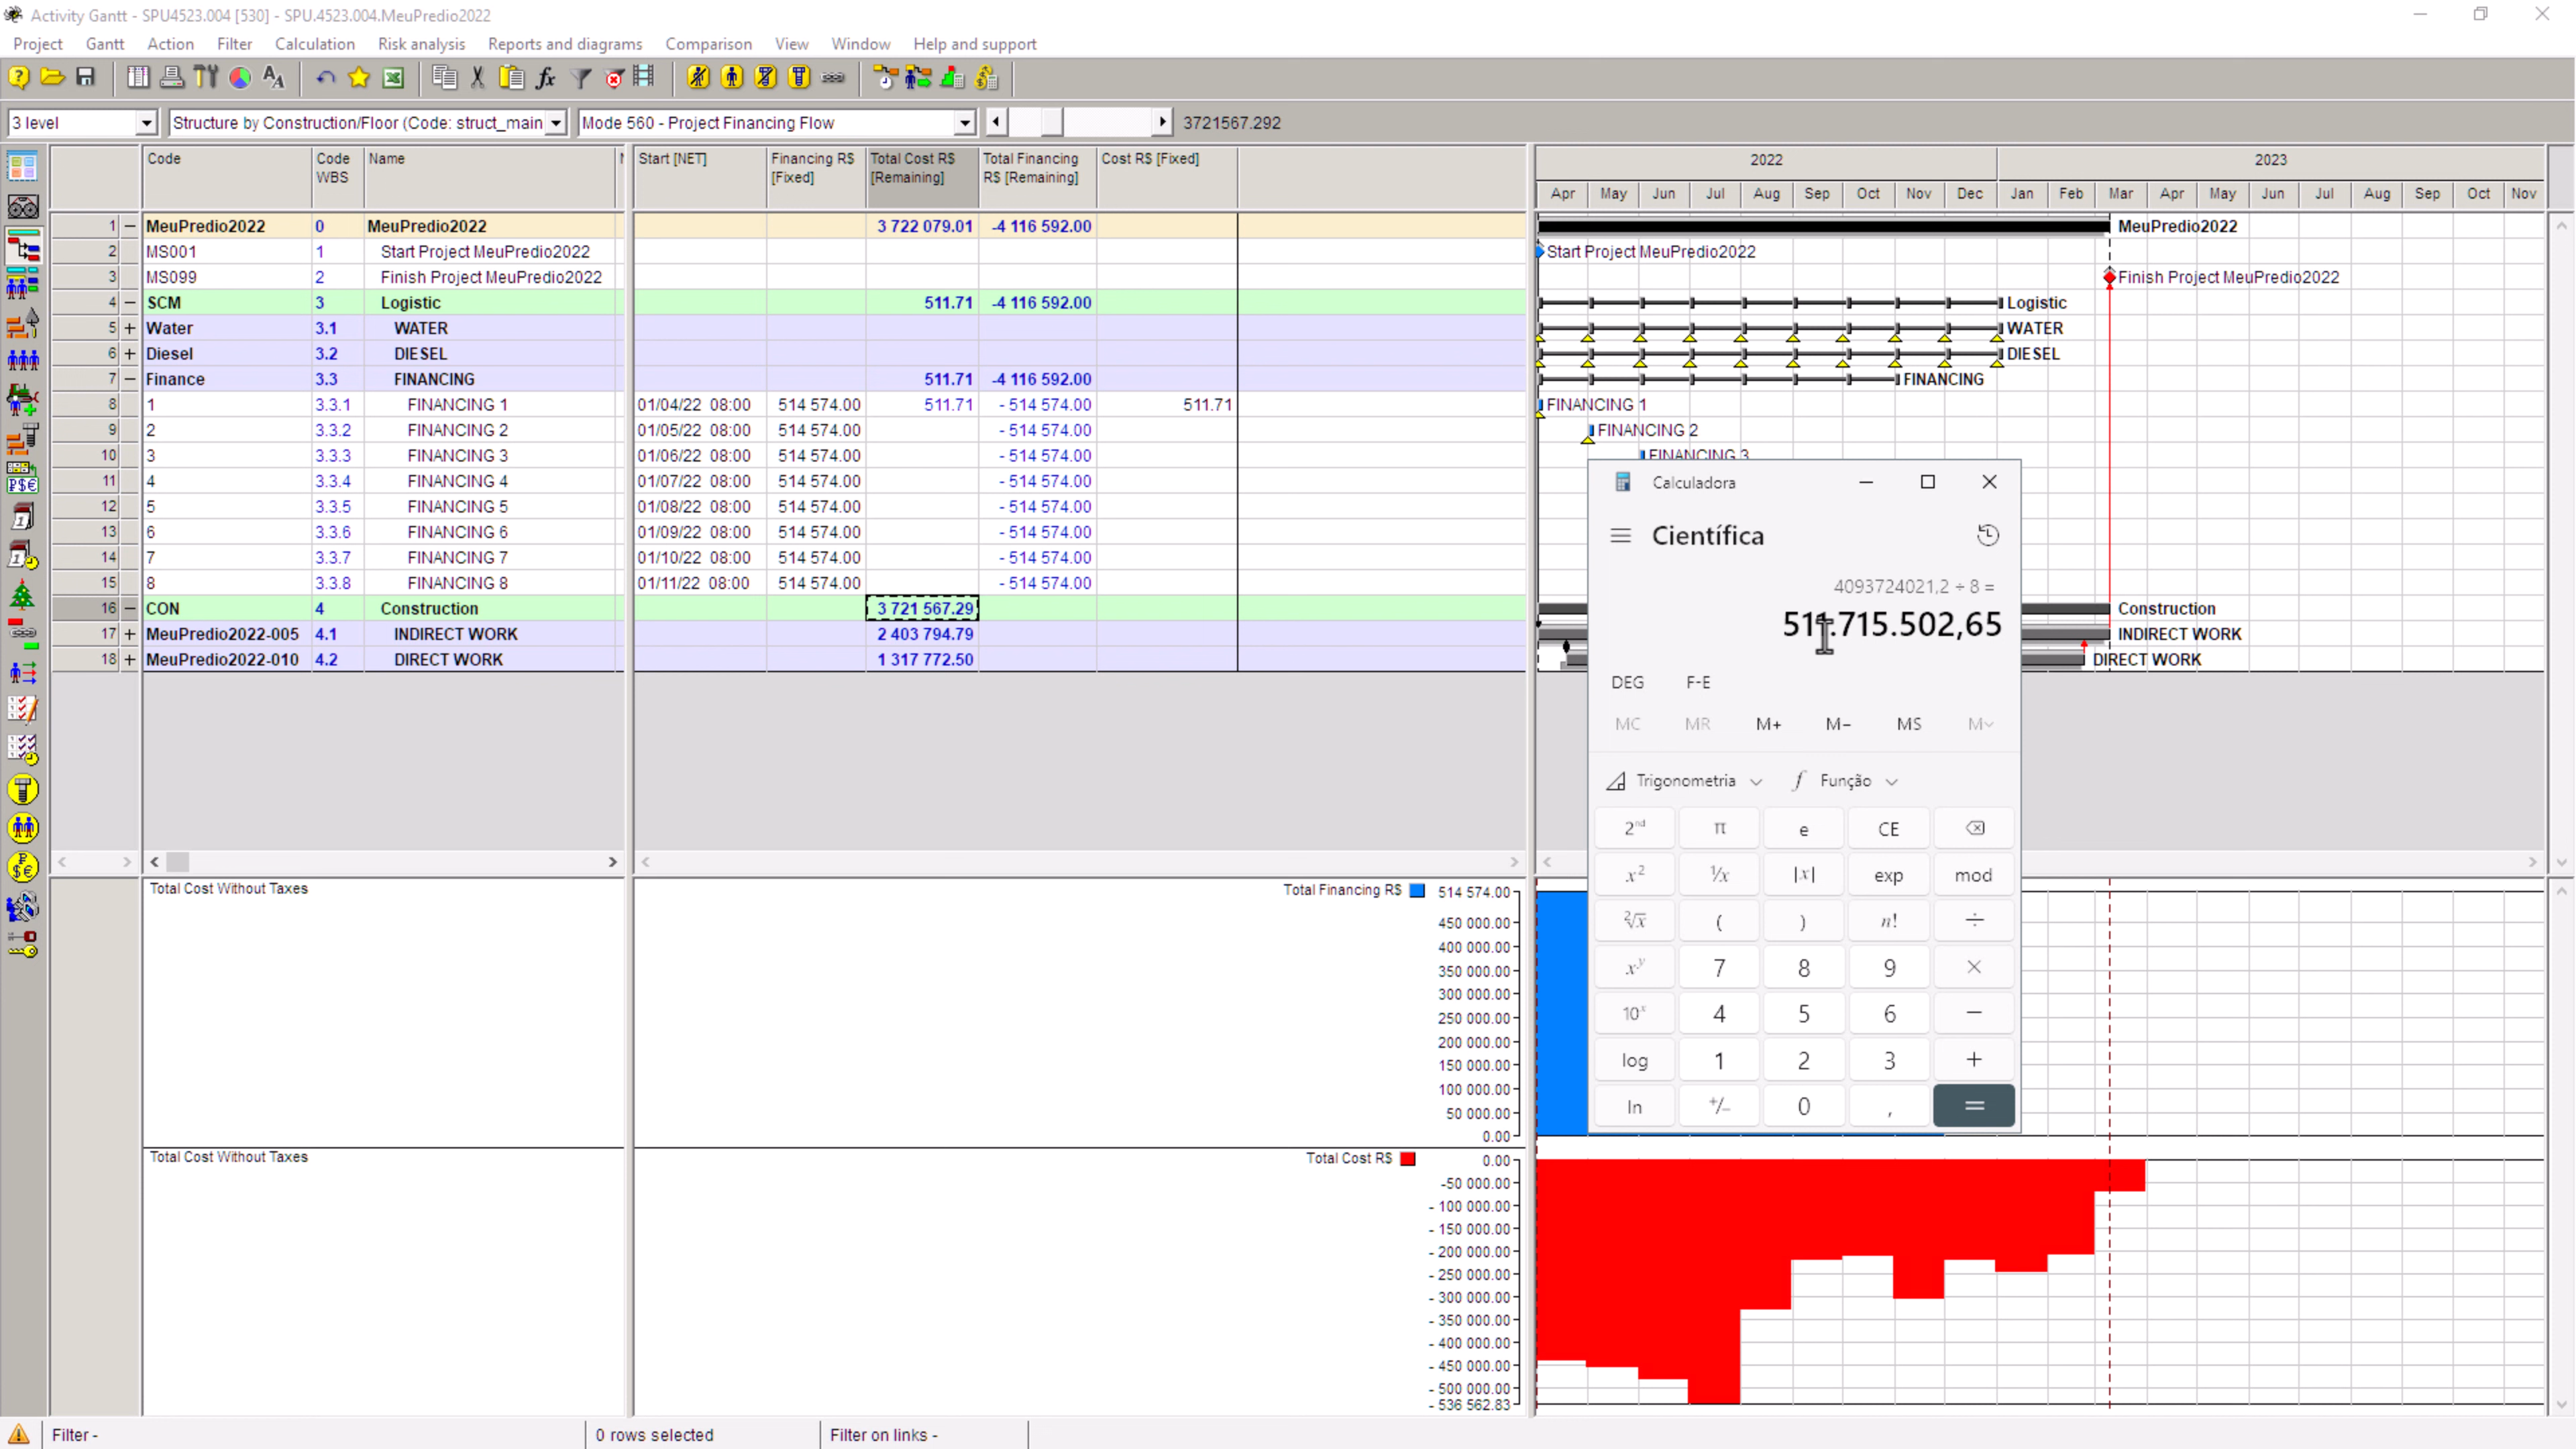 Activity Gantt - SPU4523.004 [530] - SPU.4523.004.MeuPredio2022
Project Gantt Action Filter Calculation Risk analysis Reports and diagrams Comparison View Window Help and support
3 level Structure by Construction/Floor (Code: struct_main Mode 560 - Project Financing Flow 3721567.292
Code Code WBS Name Start [NET] Financing R$ [Fixed] Total Cost R$ [Remaining] Total Financing R$ [Remaining] Cost R$ [Fixed]
2022 2023
Apr May Jun Jul Aug Sep Oct Nov Dec Jan Feb Mar Apr May Jun Jul Aug Sep Oct Nov
1 MeuPredio2022 0 MeuPredio2022 3 722 079.01 -4 116 592.00 MeuPredio2022
2 MS001 1 Start Project MeuPredio2022 Start Project MeuPredio2022
3 MS099 2 Finish Project MeuPredio2022 Finish Project MeuPredio2022
4 SCM 3 Logistic 511.71 -4 116 592.00 Logistic
5 Water 3.1 WATER WATER
6 Diesel 3.2 DIESEL DIESEL
7 Finance 3.3 FINANCING 511.71 -4 116 592.00 FINANCING
8 1 3.3.1 FINANCING 1 01/04/22 08:00 514 574.00 511.71 - 514 574.00 511.71 FINANCING 1
9 2 3.3.2 FINANCING 2 01/05/22 08:00 514 574.00 - 514 574.00 FINANCING 2
10 3 3.3.3 FINANCING 3 01/06/22 08:00 514 574.00 - 514 574.00 FINANCING 3
11 4 3.3.4 FINANCING 4 01/07/22 08:00 514 574.00 - 514 574.00
12 5 3.3.5 FINANCING 5 01/08/22 08:00 514 574.00 - 514 574.00
13 6 3.3.6 FINANCING 6 01/09/22 08:00 514 574.00 - 514 574.00
14 7 3.3.7 FINANCING 7 01/10/22 08:00 514 574.00 - 514 574.00
15 8 3.3.8 FINANCING 8 01/11/22 08:00 514 574.00 - 514 574.00
16 CON 4 Construction 3 721 567.29 Construction
17 MeuPredio2022-005 4.1 INDIRECT WORK 2 403 794.79 INDIRECT WORK
18 MeuPredio2022-010 4.2 DIRECT WORK 1 317 772.50 DIRECT WORK
Calculadora
Científica
4093724021,2 ÷ 8 =
511.715.502,65
DEG F-E
MC MR M+ M- MS M
Trigonometria f Função
2nd π e CE
x² 1/x |x| exp mod
²√x ( ) n! ÷
xʸ 7 8 9 ×
10ˣ 4 5 6 −
log 1 2 3 +
ln +/− 0 , =
Total Cost Without Taxes
Total Financing R$
514 574.00
450 000.00
400 000.00
350 000.00
300 000.00
250 000.00
200 000.00
150 000.00
100 000.00
50 000.00
0.00
Total Cost Without Taxes
Total Cost R$
0.00
-50 000.00
- 100 000.00
- 150 000.00
- 200 000.00
- 250 000.00
- 300 000.00
- 350 000.00
- 400 000.00
- 450 000.00
- 500 000.00
- 536 562.83
Filter - 0 rows selected Filter on links -